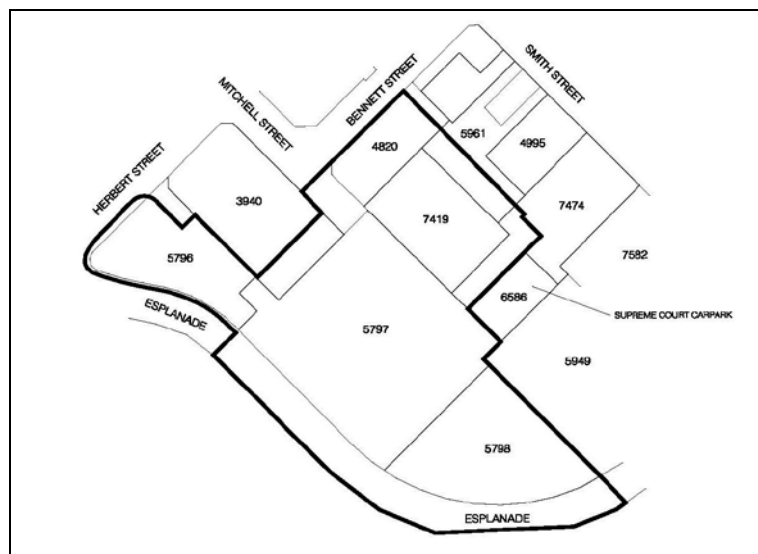 SMITH STREET
BENNETT STREET
MITCHELL STREET
HERBERT STREET
5961
4820
4995
3940
7474
7419
5796
7582
6586
ESPLANADE
SUPREME COURT CARPARK
5797
5949
5798
ESPLANADE